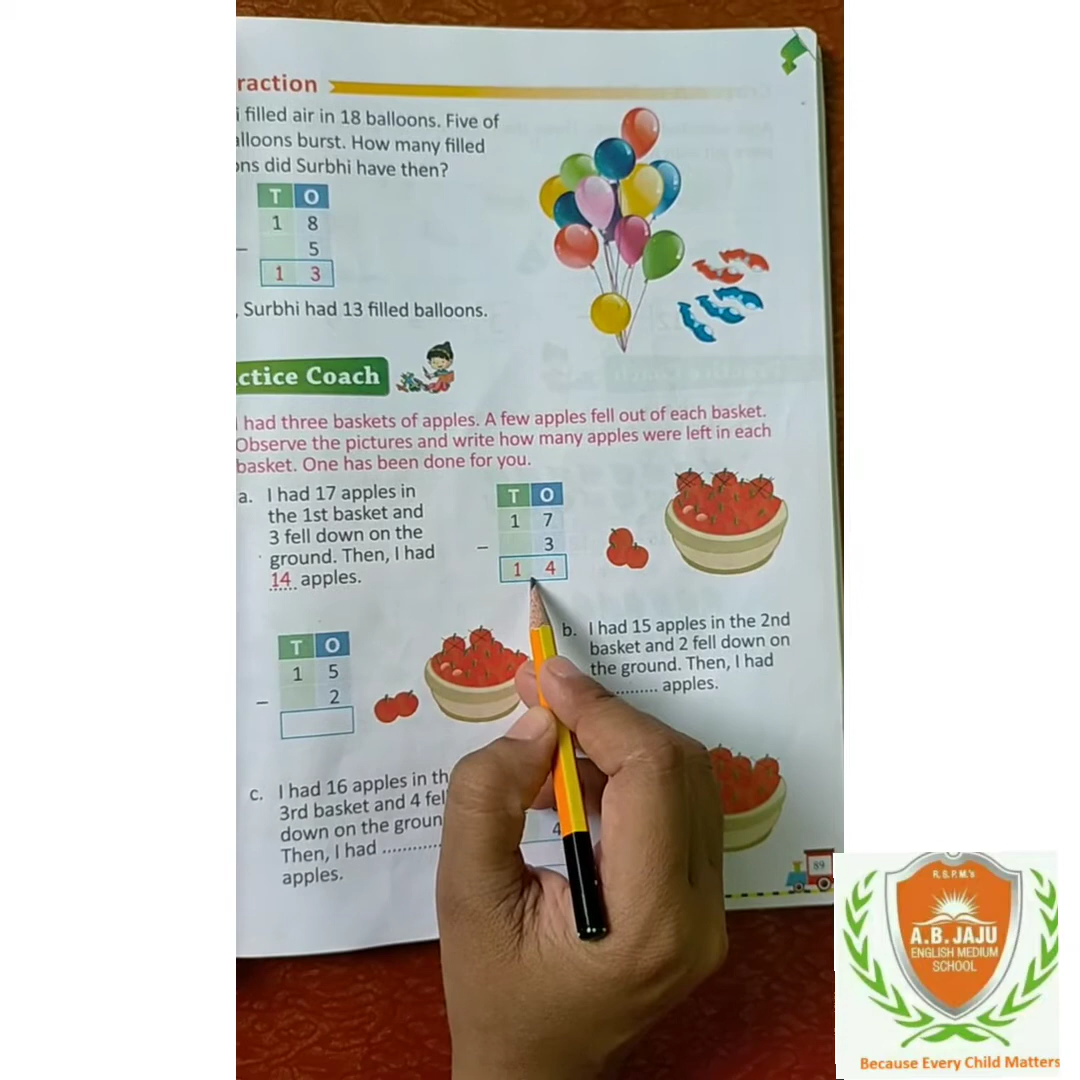 raction
i filled air in 18 balloons. Five of
alloons burst. How many filled
ons did Surbhi have then?
T O
1 8
– 5
1 3
, Surbhi had 13 filled balloons.
ctice Coach
had three baskets of apples. A few apples fell out of each basket.
Observe the pictures and write how many apples were left in each
basket. One has been done for you.
a. I had 17 apples in
the 1st basket and
3 fell down on the
ground. Then, I had
14 apples.
T O
1 7
– 3
1 4
b. I had 15 apples in the 2nd
basket and 2 fell down on
the ground. Then, I had
.......... apples.
T O
1 5
– 2
c. I had 16 apples in th
3rd basket and 4 fel
down on the groun
Then, I had ............
apples.
4
89
R.S.P.M.'s
A.B. JAJU
ENGLISH MEDIUM
SCHOOL
Because Every Child Matters